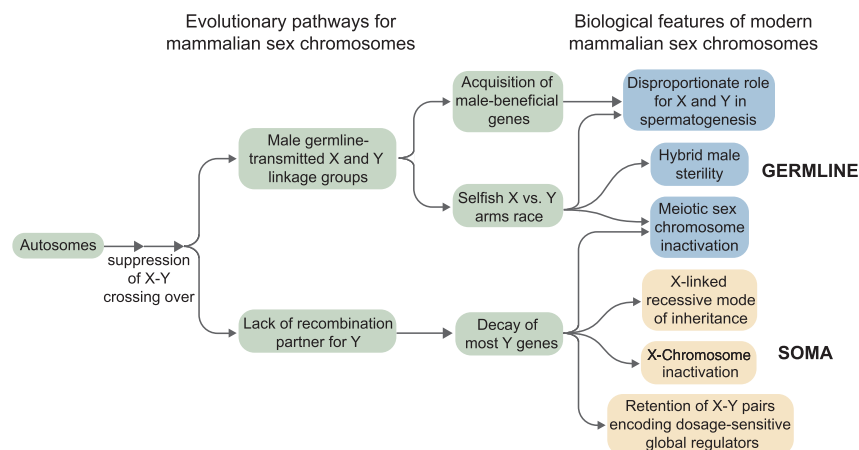 Evolutionary pathways for
mammalian sex chromosomes
Biological features of modern
mammalian sex chromosomes
Autosomes
suppression
of X-Y
crossing over
Male germline-
transmitted X and Y
linkage groups
Lack of recombination
partner for Y
Acquisition of
male-beneficial
genes
Selfish X vs. Y
arms race
Decay of
most Y genes
Disproportionate role
for X and Y in
spermatogenesis
Hybrid male
sterility
GERMLINE
Meiotic sex
chromosome
inactivation
X-linked
recessive mode
of inheritance
X-Chromosome
inactivation
SOMA
Retention of X-Y pairs
encoding dosage-sensitive
global regulators